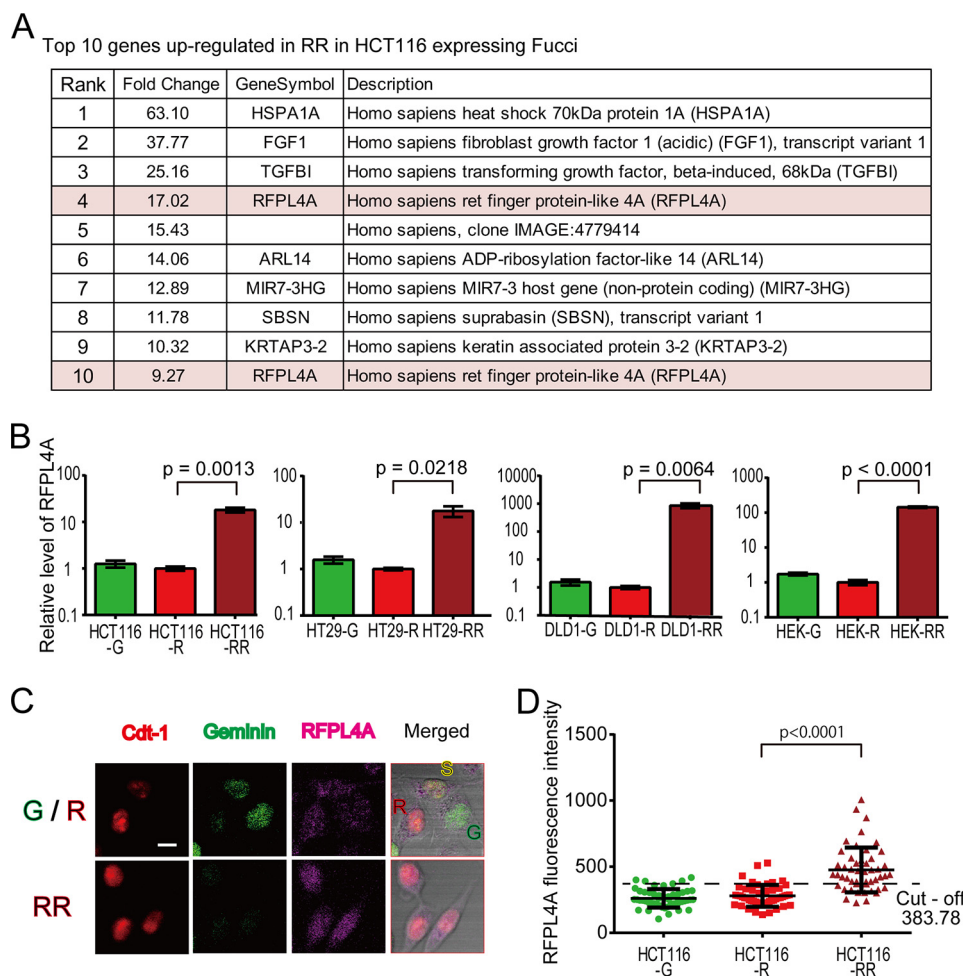 A
Top 10 genes up-regulated in RR in HCT116 expressing Fucci
Rank Fold Change GeneSymbol Description
1 63.10 HSPA1A Homo sapiens heat shock 70kDa protein 1A (HSPA1A)
2 37.77 FGF1 Homo sapiens fibroblast growth factor 1 (acidic) (FGF1), transcript variant 1
3 25.16 TGFBI Homo sapiens transforming growth factor, beta-induced, 68kDa (TGFBI)
4 17.02 RFPL4A Homo sapiens ret finger protein-like 4A (RFPL4A)
5 15.43 Homo sapiens, clone IMAGE:4779414
6 14.06 ARL14 Homo sapiens ADP-ribosylation factor-like 14 (ARL14)
7 12.89 MIR7-3HG Homo sapiens MIR7-3 host gene (non-protein coding) (MIR7-3HG)
8 11.78 SBSN Homo sapiens suprabasin (SBSN), transcript variant 1
9 10.32 KRTAP3-2 Homo sapiens keratin associated protein 3-2 (KRTAP3-2)
10 9.27 RFPL4A Homo sapiens ret finger protein-like 4A (RFPL4A)
B
Relative level of RFPL4A
100
10
1
0.1
p = 0.0013
HCT116 HCT116 HCT116
-G -R -RR
100
10
1
0.1
p = 0.0218
HT29-G HT29-R HT29-RR
10000
1000
100
10
1
0.1
p = 0.0064
DLD1-G DLD1-R DLD1-RR
1000
100
10
1
0.1
p < 0.0001
HEK-G HEK-R HEK-RR
C
Cdt-1 Geminin RFPL4A Merged
G / R
S
R
G
RR
D
RFPL4A fluorescence intensity
1500
1000
500
0
p<0.0001
Cut - off
383.78
HCT116 HCT116 HCT116
-G -R -RR